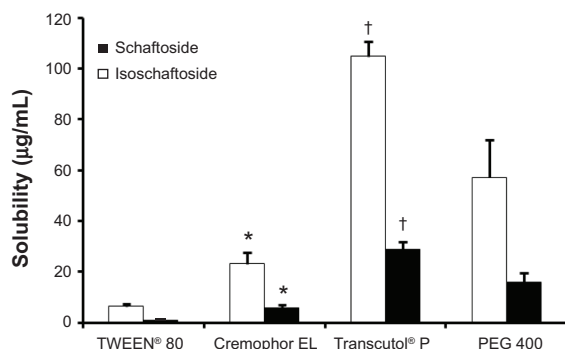 120
100
80
60
40
20
0
Solubility (µg/mL)
Schaftoside
Isoschaftoside
*
*
†
†
TWEEN® 80
Cremophor EL
Transcutol® P
PEG 400